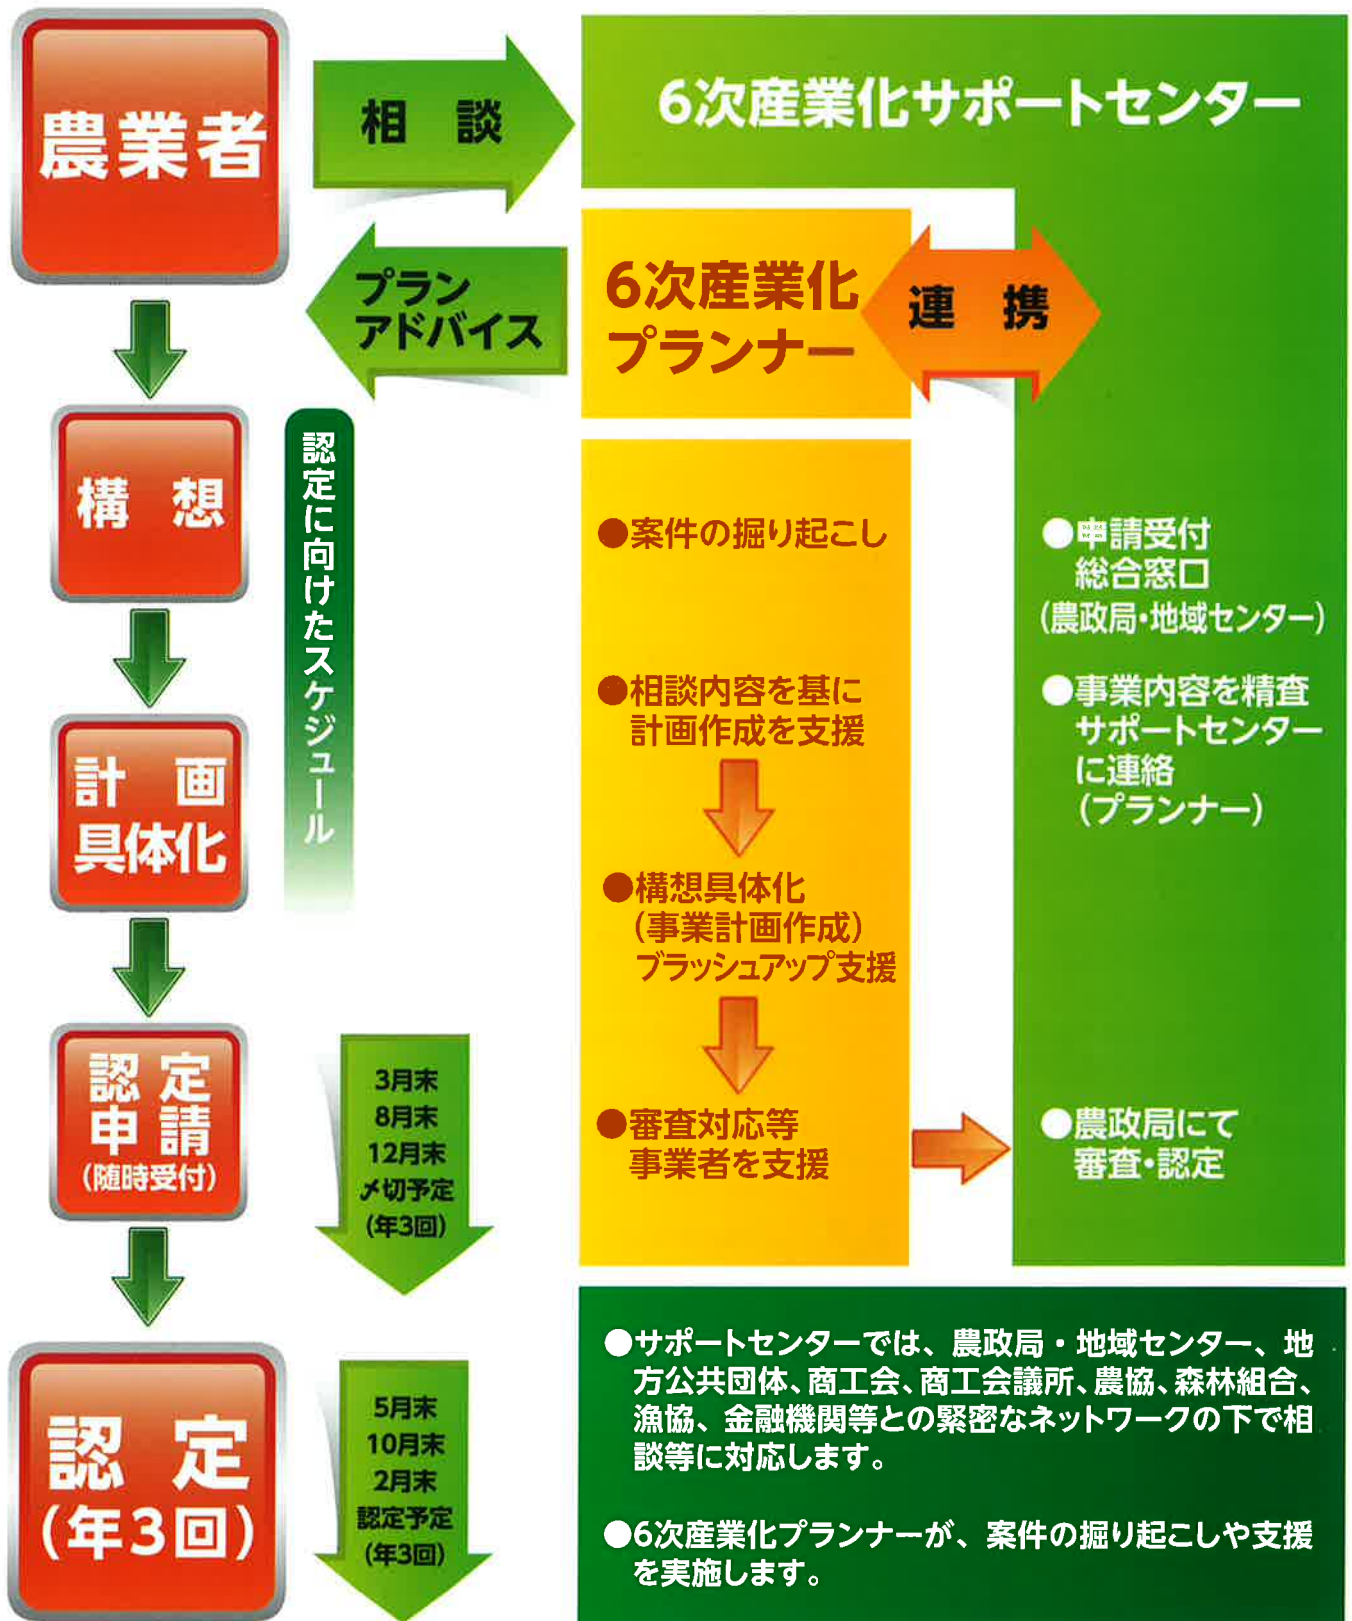 農業者
相談
6次産業化サポートセンター
プラン
アドバイス
6次産業化
プランナー
連携
構想
認定に向けたスケジュール
計画
具体化
認定
申請
(随時受付)
3月末
8月末
12月末
〆切予定
(年3回)
認定
(年3回)
5月末
10月末
2月末
認定予定
(年3回)
●案件の掘り起こし
●相談内容を基に
計画作成を支援
●構想具体化
(事業計画作成)
ブラッシュアップ支援
●審査対応等
事業者を支援
●申請受付
総合窓口
(農政局・地域センター)
●事業内容を精査
サポートセンター
に連絡
(プランナー)
●農政局にて
審査・認定
●サポートセンターでは、農政局・地域センター、地
方公共団体、商工会、商工会議所、農協、森林組合、
漁協、金融機関等との緊密なネットワークの下で相
談等に対応します。
●6次産業化プランナーが、案件の掘り起こしや支援
を実施します。